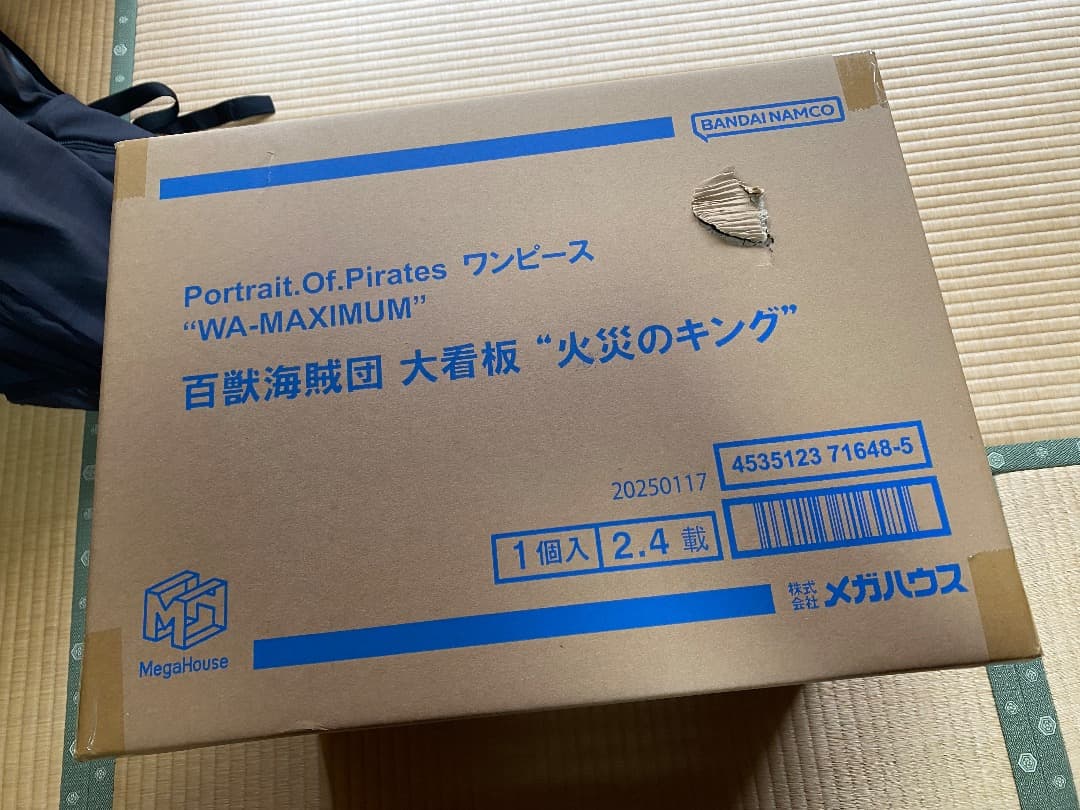 BANDAI NAMCO
Portrait.Of.Pirates ワンピース
“WA-MAXIMUM”
百獣海賊団 大看板 “火災のキング”
4535123 71648-5
20250117
1個入 2.4 載
株式会社 メガハウス
MegaHouse